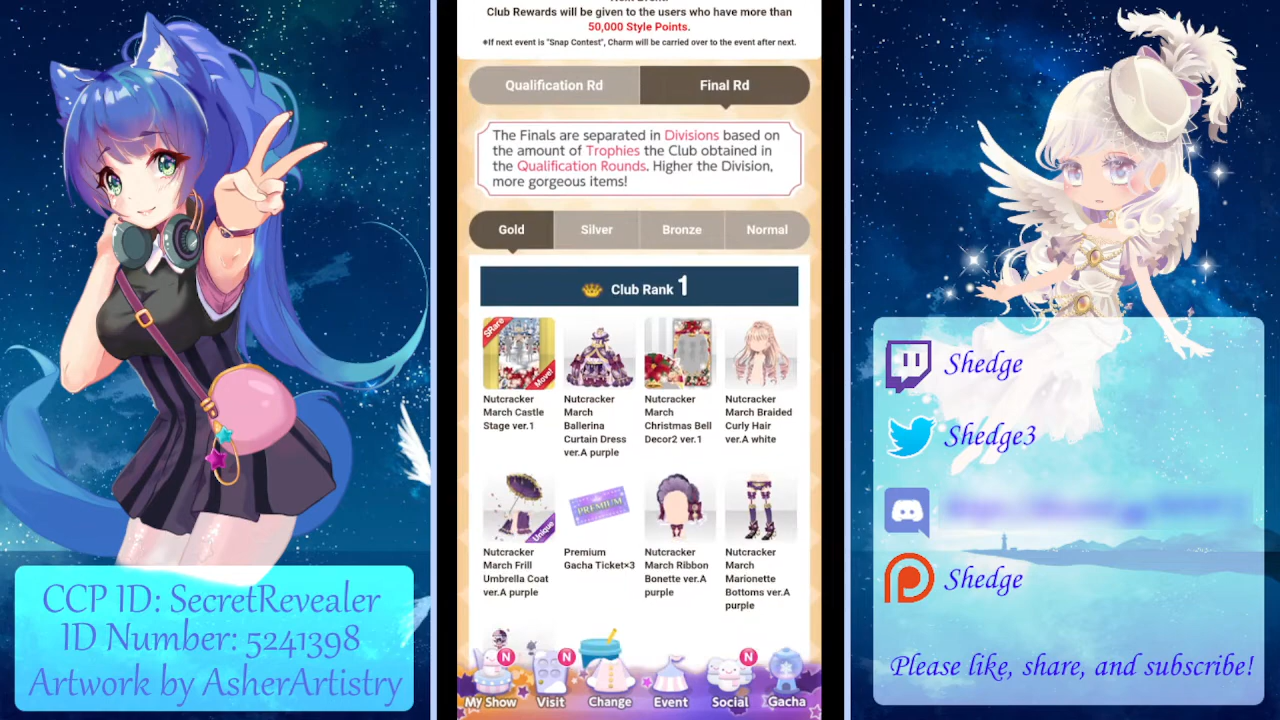 Club Rewards will be given to the users who have more than
50,000 Style Points.
※If next event is "Snap Contest", Charm will be carried over to the event after next.
Qualification Rd
Final Rd
The Finals are separated in Divisions based on
the amount of Trophies the Club obtained in
the Qualification Rounds. Higher the Division,
more gorgeous items!
Gold
Silver
Bronze
Normal
Club Rank 1
SRare
Move!
Nutcracker
March Castle
Stage ver.1
Nutcracker
March
Ballerina
Curtain Dress
ver.A purple
Nutcracker
March
Christmas Bell
Decor2 ver.1
Nutcracker
March Braided
Curly Hair
ver.A white
Unique
Nutcracker
March Frill
Umbrella Coat
ver.A purple
PREMIUM
Premium
Gacha Ticket×3
Nutcracker
March Ribbon
Bonette ver.A
purple
Nutcracker
March
Marionette
Bottoms ver.A
purple
N
N
N
My Show
Visit
Change
Event
Social
Gacha
CCP ID: SecretRevealer
ID Number: 5241398
Artwork by AsherArtistry
Shedge
Shedge3
Shedge
Please like, share, and subscribe!